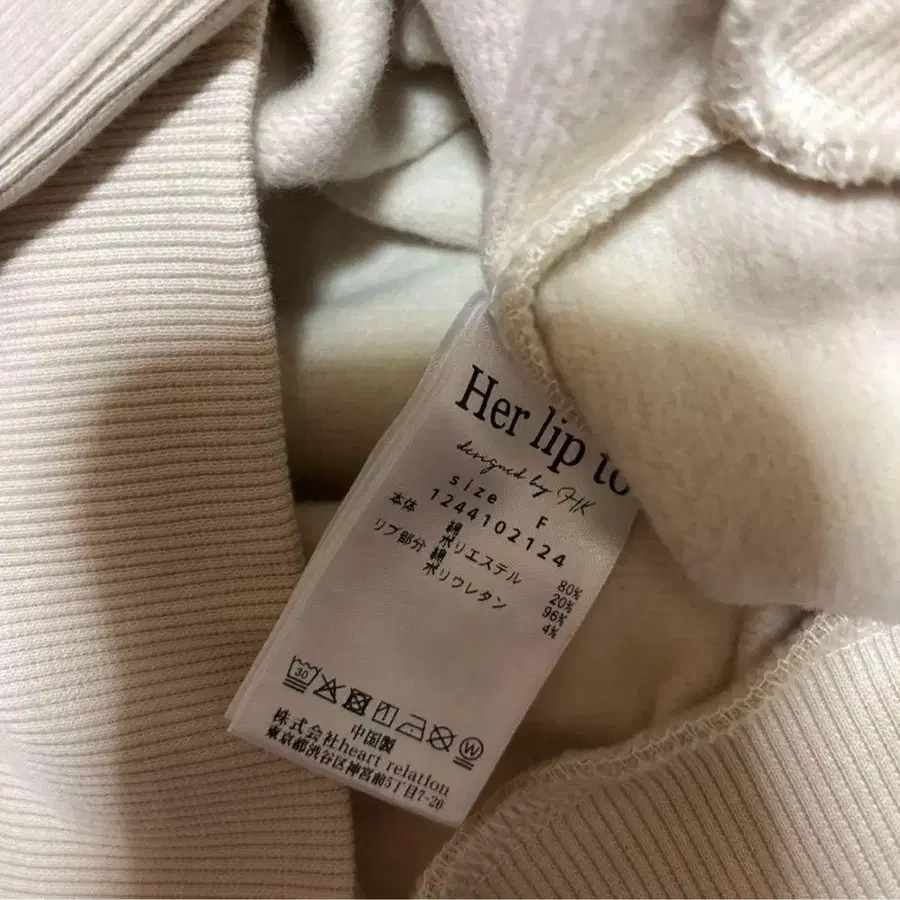 Her lip to
designed by HK
size F
1244102124
本体 綿 80%
ポリエステル 20%
リブ部分 綿 96%
ポリウレタン 4%
30
W
中国製
株式会社heart relation
東京都渋谷区神宮前5丁目7-20